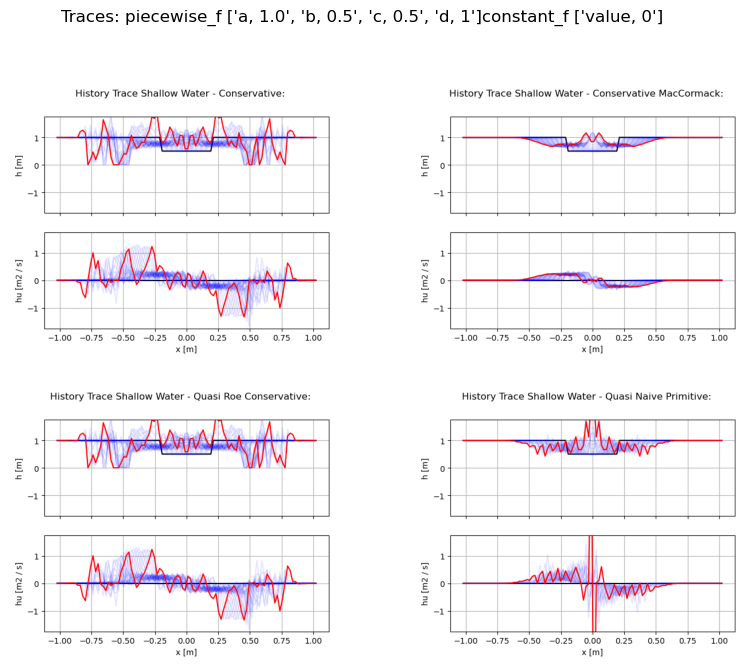 Traces: piecewise_f ['a, 1.0', 'b, 0.5', 'c, 0.5', 'd, 1']constant_f ['value, 0']
History Trace Shallow Water - Conservative:
h [m]
1
0
−1
hu [m2 / s]
1
0
−1
−1.00 −0.75 −0.50 −0.25 0.00 0.25 0.50 0.75 1.00
x [m]
History Trace Shallow Water - Conservative MacCormack:
h [m]
1
0
−1
hu [m2 / s]
1
0
−1
−1.00 −0.75 −0.50 −0.25 0.00 0.25 0.50 0.75 1.00
x [m]
History Trace Shallow Water - Quasi Roe Conservative:
h [m]
1
0
−1
hu [m2 / s]
1
0
−1
−1.00 −0.75 −0.50 −0.25 0.00 0.25 0.50 0.75 1.00
x [m]
History Trace Shallow Water - Quasi Naive Primitive:
h [m]
1
0
−1
hu [m2 / s]
1
0
−1
−1.00 −0.75 −0.50 −0.25 0.00 0.25 0.50 0.75 1.00
x [m]